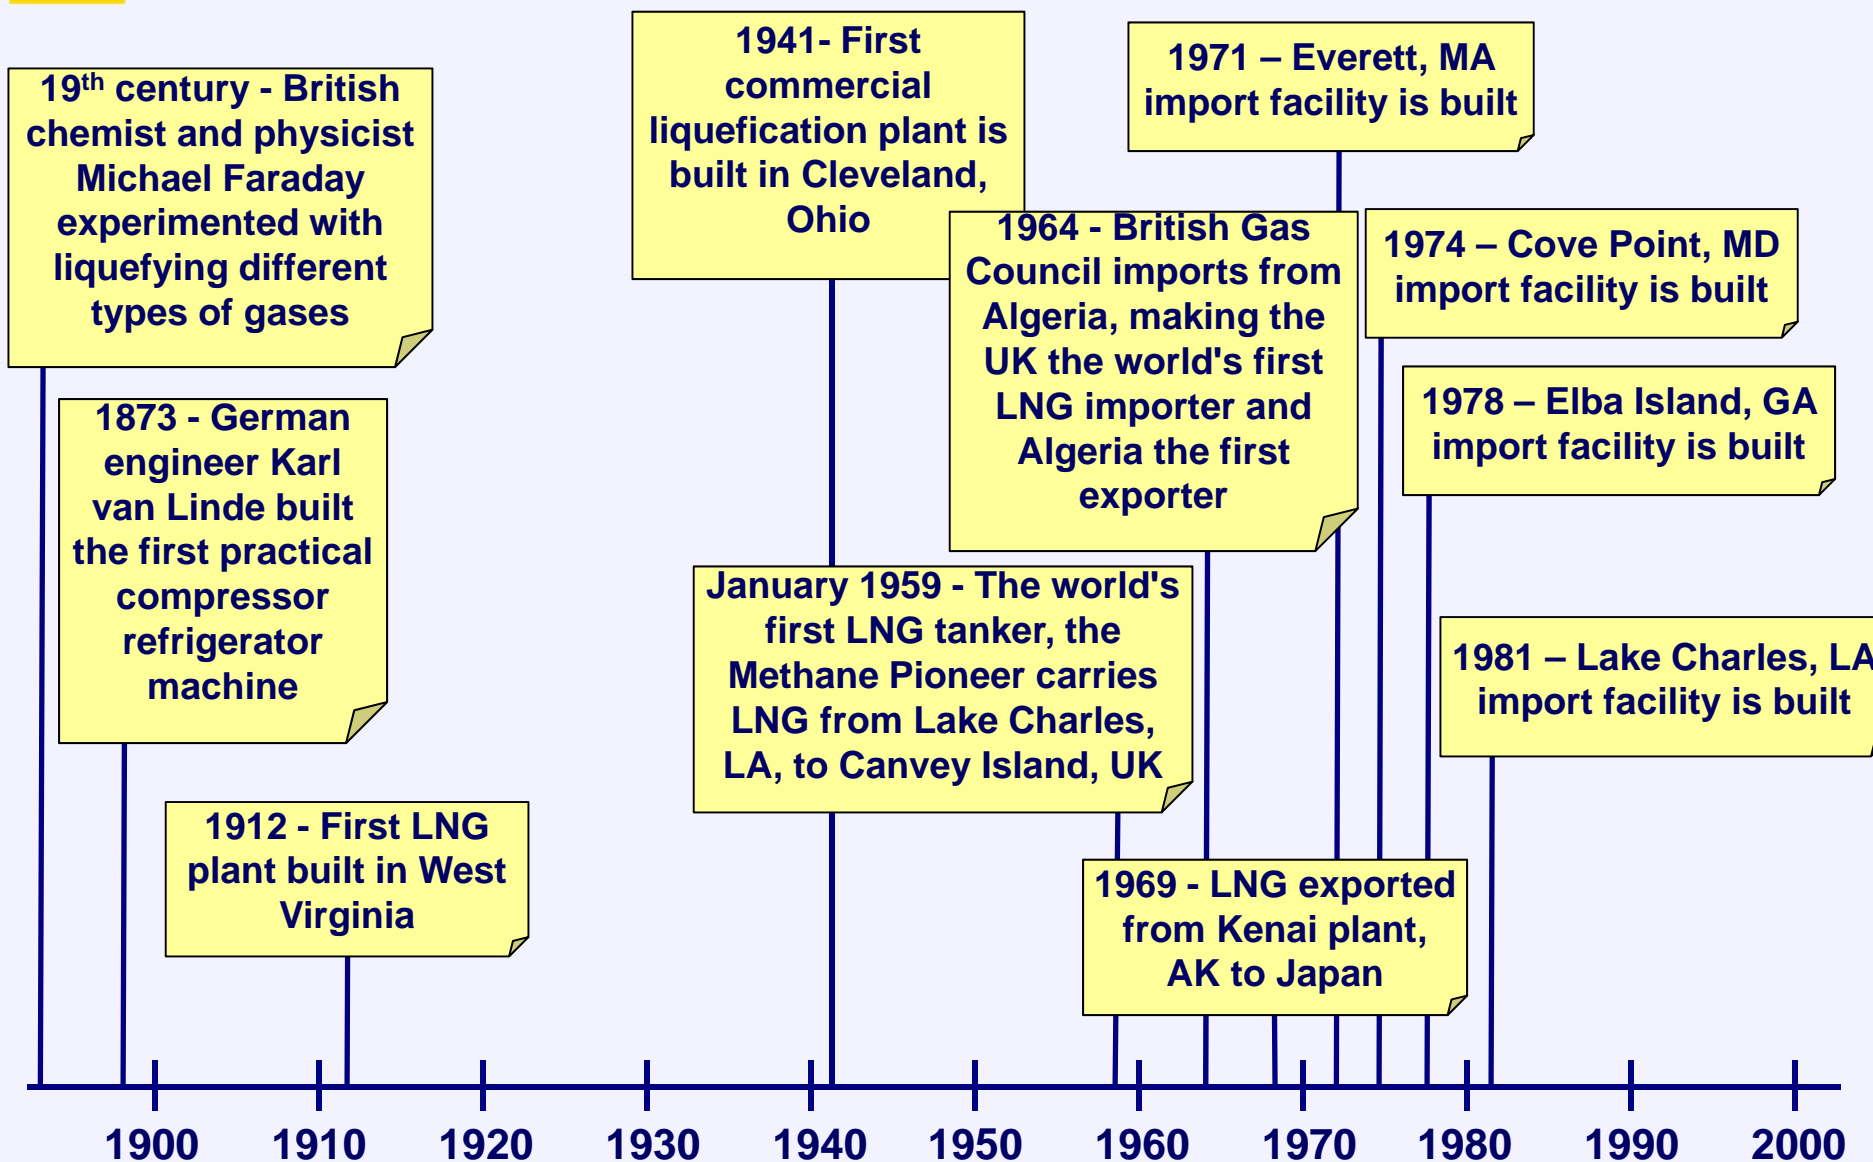 19th century - British
chemist and physicist
Michael Faraday
experimented with
liquefying different
types of gases
1873 - German
engineer Karl
van Linde built
the first practical
compressor
refrigerator
machine
1912 - First LNG
plant built in West
Virginia
1941- First
commercial
liquefication plant is
built in Cleveland,
Ohio
January 1959 - The world's
first LNG tanker, the
Methane Pioneer carries
LNG from Lake Charles,
LA, to Canvey Island, UK
1964 - British Gas
Council imports from
Algeria, making the
UK the world's first
LNG importer and
Algeria the first
exporter
1969 - LNG exported
from Kenai plant,
AK to Japan
1971 – Everett, MA
import facility is built
1974 – Cove Point, MD
import facility is built
1978 – Elba Island, GA
import facility is built
1981 – Lake Charles, LA
import facility is built
1900 1910 1920 1930 1940 1950 1960 1970 1980 1990 2000